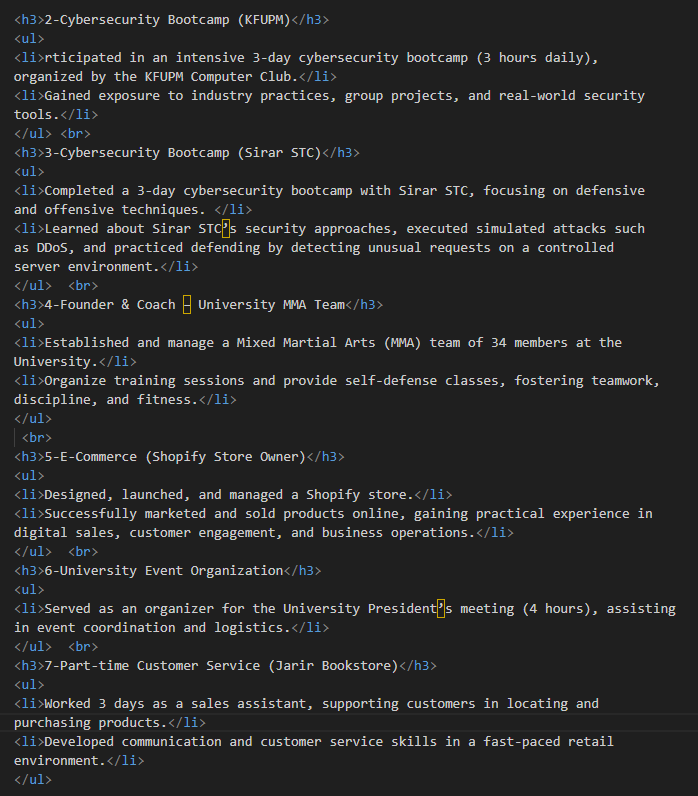 <h3>2-Cybersecurity Bootcamp (KFUPM)</h3>
<ul>
<li>rticipated in an intensive 3-day cybersecurity bootcamp (3 hours daily),
organized by the KFUPM Computer Club.</li>
<li>Gained exposure to industry practices, group projects, and real-world security
tools.</li>
</ul> <br>
<h3>3-Cybersecurity Bootcamp (Sirar STC)</h3>
<ul>
<li>Completed a 3-day cybersecurity bootcamp with Sirar STC, focusing on defensive
and offensive techniques. </li>
<li>Learned about Sirar STC’s security approaches, executed simulated attacks such
as DDoS, and practiced defending by detecting unusual requests on a controlled
server environment.</li>
</ul>  <br>
<h3>4-Founder & Coach – University MMA Team</h3>
<ul>
<li>Established and manage a Mixed Martial Arts (MMA) team of 34 members at the
University.</li>
<li>Organize training sessions and provide self-defense classes, fostering teamwork,
discipline, and fitness.</li>
</ul>
<br>
<h3>5-E-Commerce (Shopify Store Owner)</h3>
<ul>
<li>Designed, launched, and managed a Shopify store.</li>
<li>Successfully marketed and sold products online, gaining practical experience in
digital sales, customer engagement, and business operations.</li>
</ul>  <br>
<h3>6-University Event Organization</h3>
<ul>
<li>Served as an organizer for the University President’s meeting (4 hours), assisting
in event coordination and logistics.</li>
</ul>  <br>
<h3>7-Part-time Customer Service (Jarir Bookstore)</h3>
<ul>
<li>Worked 3 days as a sales assistant, supporting customers in locating and
purchasing products.</li>
<li>Developed communication and customer service skills in a fast-paced retail
environment.</li>
</ul>